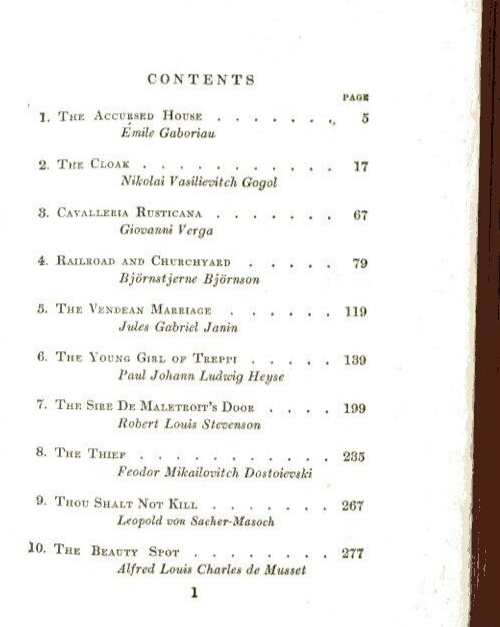 CONTENTS
PAGE
1. THE ACCURSED HOUSE . . . . . . . 5
Émile Gaboriau
2. THE CLOAK . . . . . . . . . . . 17
Nikolai Vasilievitch Gogol
3. CAVALLERIA RUSTICANA . . . . . . . 67
Giovanni Verga
4. RAILROAD AND CHURCHYARD . . . . . 79
Björnstjerne Björnson
5. THE VENDEAN MARRIAGE . . . . . . 119
Jules Gabriel Janin
6. THE YOUNG GIRL OF TREPPI . . . . . 139
Paul Johann Ludwig Heyse
7. THE SIRE DE MALETROIT'S DOOR . . . . 199
Robert Louis Stevenson
8. THE THIEF . . . . . . . . . . 235
Feodor Mikailovitch Dostoievski
9. THOU SHALT NOT KILL . . . . . . . 267
Leopold von Sacher-Masoch
10. THE BEAUTY SPOT . . . . . . . . 277
Alfred Louis Charles de Musset
1